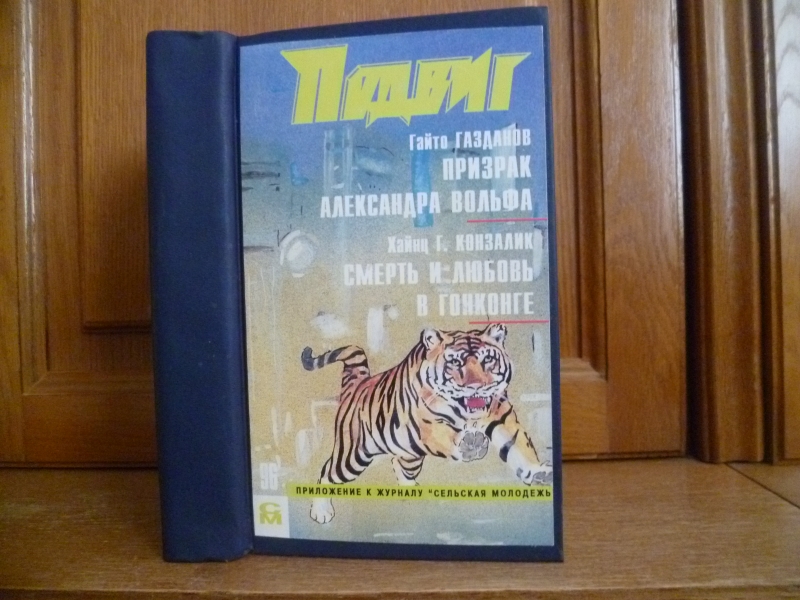 Подвиг
Гайто ГАЗДАНОВ
ПРИЗРАК
АЛЕКСАНДРА ВОЛЬФА
Хайнц Г. КОНЗАЛИК
СМЕРТЬ И ЛЮБОВЬ
В ГОНКОНГЕ
96
ПРИЛОЖЕНИЕ К ЖУРНАЛУ "СЕЛЬСКАЯ МОЛОДЕЖЬ
СМ